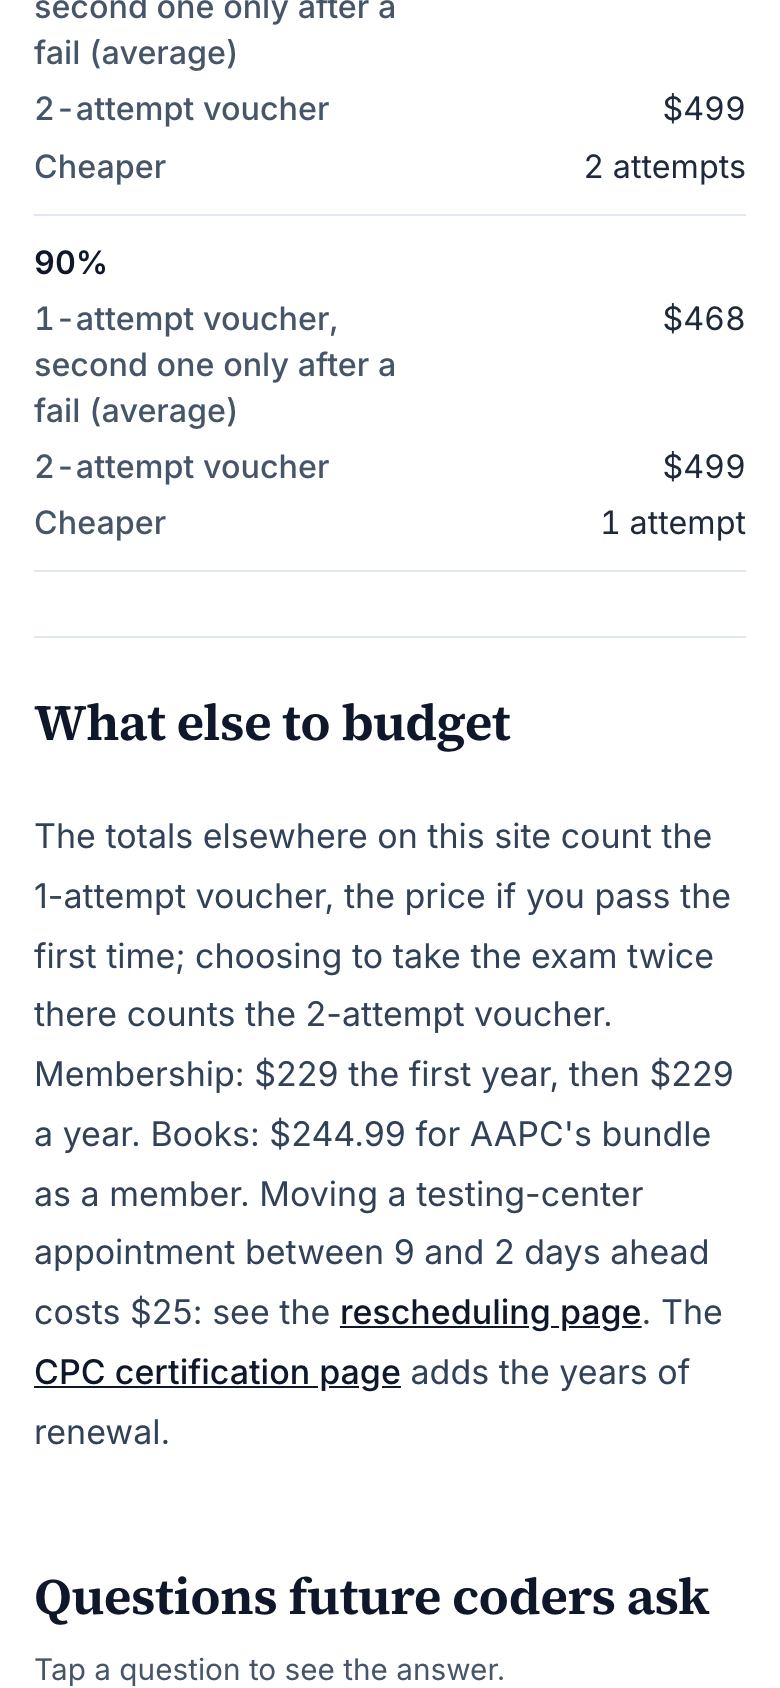 second one only after a
fail (average)
2-attempt voucher $499
Cheaper 2 attempts
90%
1-attempt voucher, $468
second one only after a
fail (average)
2-attempt voucher $499
Cheaper 1 attempt
What else to budget
The totals elsewhere on this site count the
1-attempt voucher, the price if you pass the
first time; choosing to take the exam twice
there counts the 2-attempt voucher.
Membership: $229 the first year, then $229
a year. Books: $244.99 for AAPC's bundle
as a member. Moving a testing-center
appointment between 9 and 2 days ahead
costs $25: see the rescheduling page. The
CPC certification page adds the years of
renewal.
Questions future coders ask
Tap a question to see the answer.